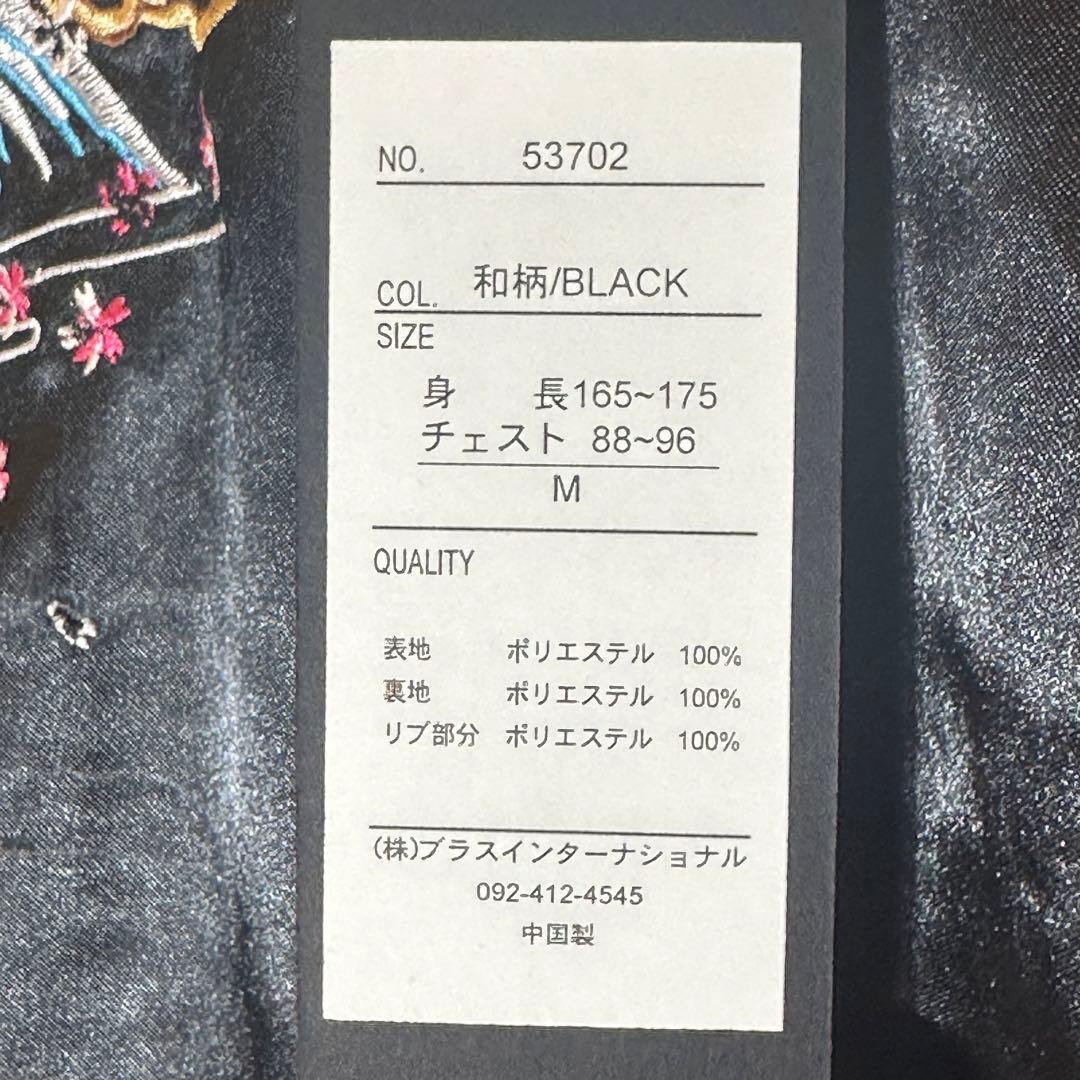 NO. 53702
COL. 和柄/BLACK
SIZE
身 長165~175
チェスト 88~96
M
QUALITY
表地 ポリエステル 100%
裏地 ポリエステル 100%
リブ部分 ポリエステル 100%
(株)ブラスインターナショナル
092-412-4545
中国製